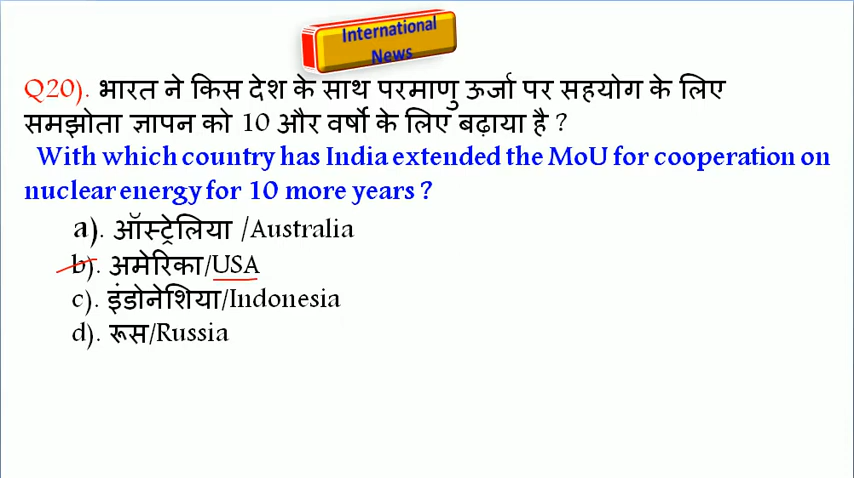 International
News
Q20). भारत ने किस देश के साथ परमाणु ऊर्जा पर सहयोग के लिए
समझोता ज्ञापन को 10 और वर्षो के लिए बढ़ाया है ?
With which country has India extended the MoU for cooperation on
nuclear energy for 10 more years ?
a). ऑस्ट्रेलिया /Australia
b). अमेरिका/USA
c). इंडोनेशिया/Indonesia
d). रूस/Russia